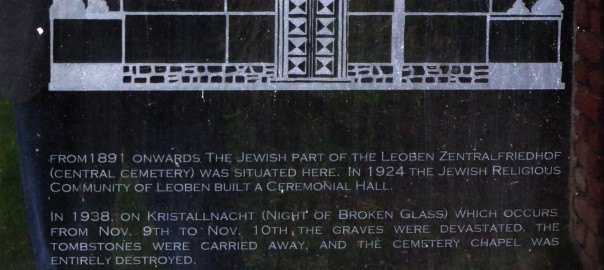 FROM 1891 ONWARDS THE JEWISH PART OF THE LEOBEN ZENTRALFRIEDHOF
(CENTRAL CEMETERY) WAS SITUATED HERE. IN 1924 THE JEWISH RELIGIOUS
COMMUNITY OF LEOBEN BUILT A CEREMONIAL HALL.
IN 1938, ON KRISTALLNACHT (NIGHT OF BROKEN GLASS) WHICH OCCURS
FROM NOV. 9TH TO NOV. 10TH THE GRAVES WERE DEVASTATED, THE
TOMBSTONES WERE CARRIED AWAY, AND THE CEMETERY CHAPEL WAS
ENTIRELY DESTROYED.